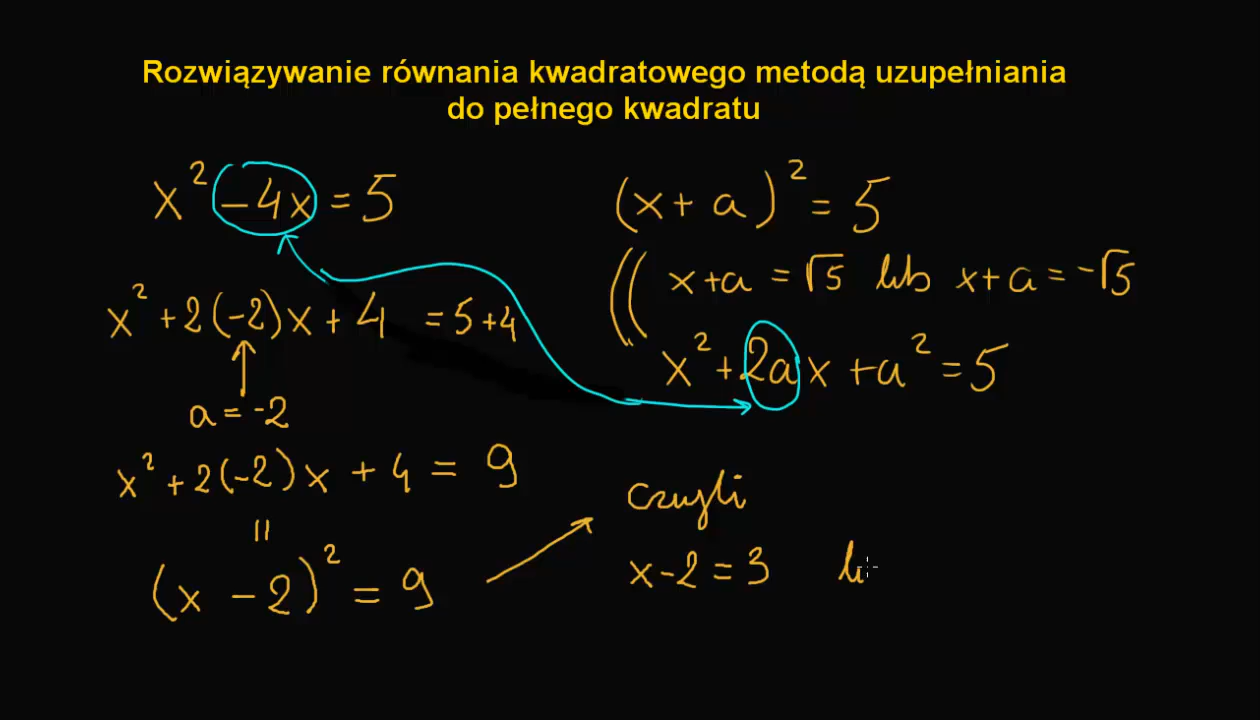 Rozwiązywanie równania kwadratowego metodą uzupełniania
do pełnego kwadratu
x² - 4x = 5
x² + 2(-2)x + 4 = 5 + 4
a = -2
x² + 2(-2)x + 4 = 9
=
(x - 2)² = 9
(x + a)² = 5
(( x + a = √5 lub x + a = -√5
x² + 2ax + a² = 5
czyli
x - 2 = 3